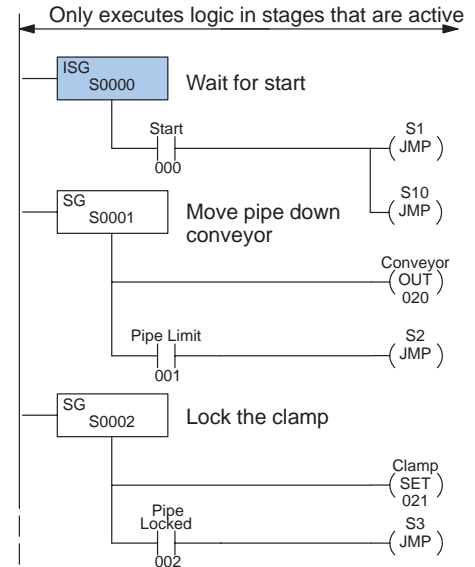 Only executes logic in stages that are active
ISG
S0000
Wait for start
Start
000
S1
JMP
S10
JMP
SG
S0001
Move pipe down
conveyor
Conveyor
OUT
020
Pipe Limit
001
S2
JMP
SG
S0002
Lock the clamp
Clamp
SET
021
Pipe
Locked
002
S3
JMP